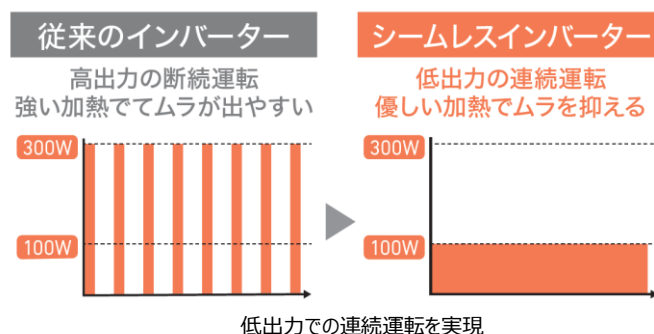 従来のインバーター
高出力の断続運転
強い加熱でてムラが出やすい
300W
100W
シームレスインバーター
低出力の連続運転
優しい加熱でムラを抑える
300W
100W
低出力での連続運転を実現